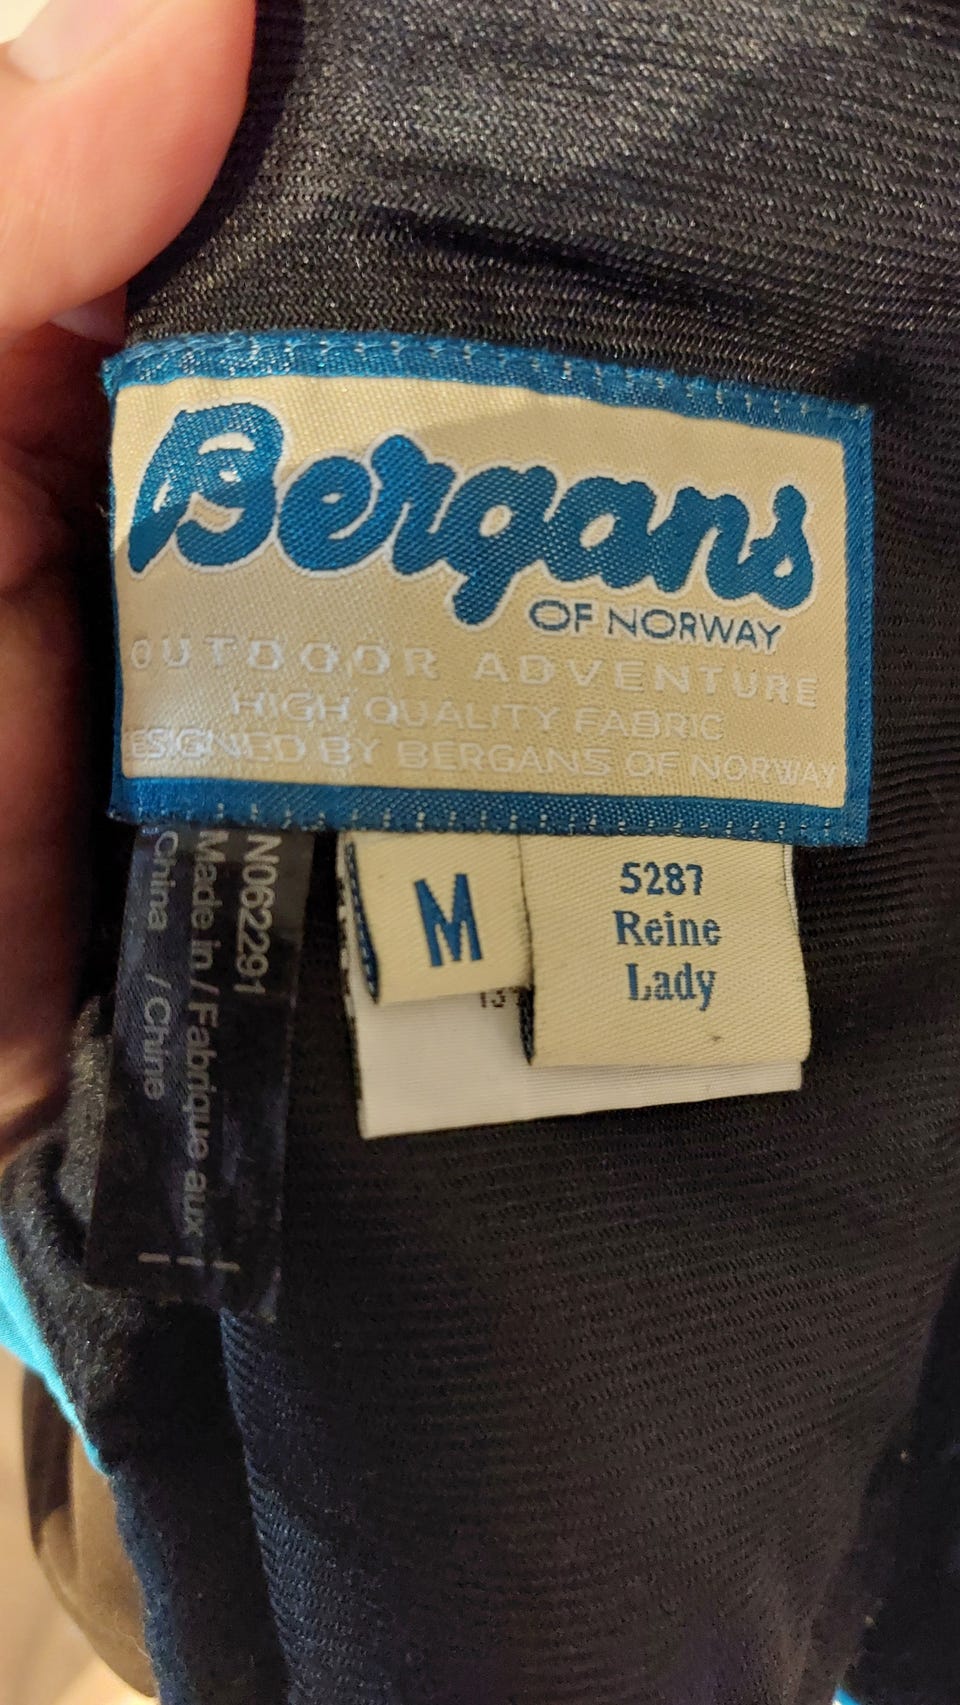 Bergans
OF NORWAY
OUTDOOR ADVENTURE
HIGH QUALITY FABRIC
DESIGNED BY BERGANS OF NORWAY
M
5287
Reine
Lady
N062291
Made in / Fabriqué aux
China / Chine